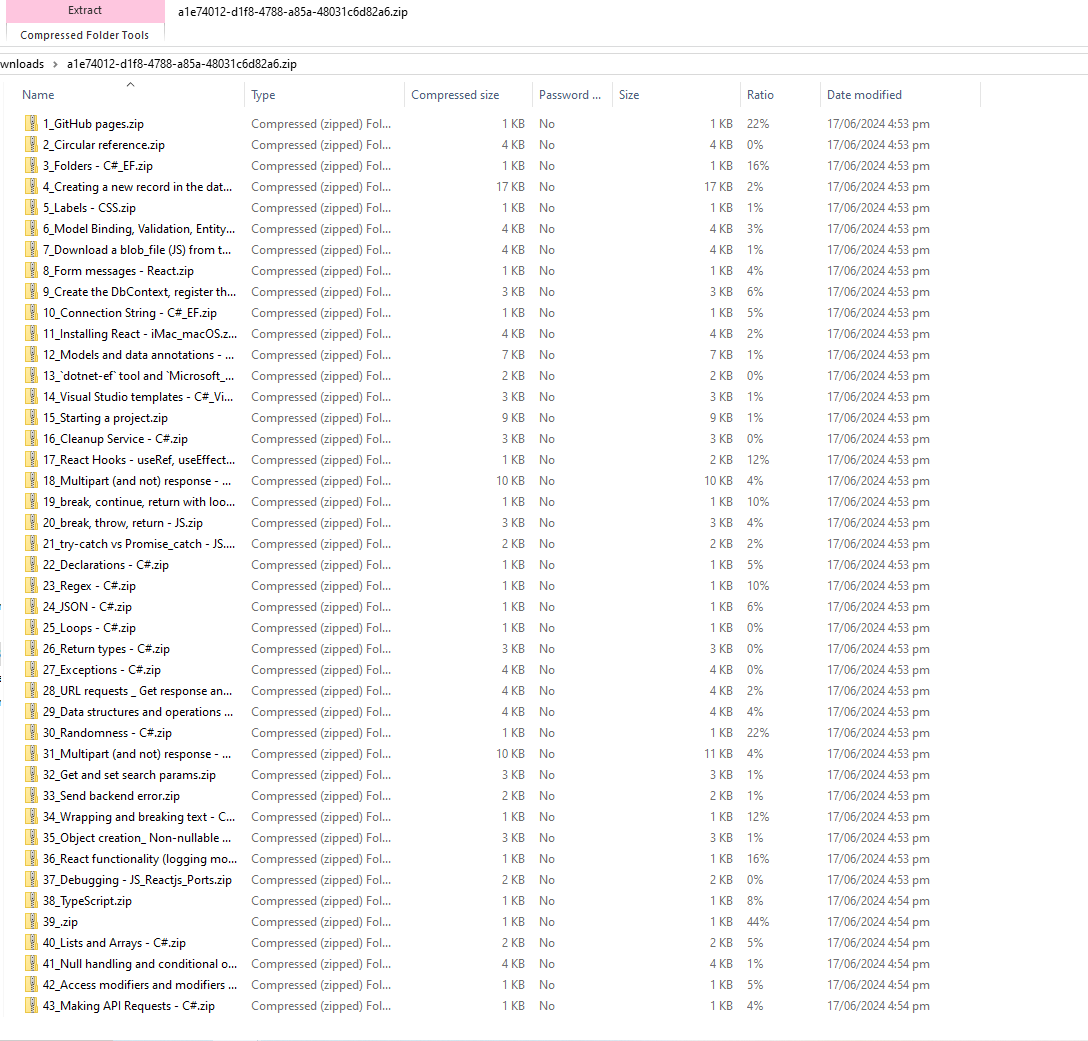 Extract a1e74012-d1f8-4788-a85a-48031c6d82a6.zip
Compressed Folder Tools
wnloads > a1e74012-d1f8-4788-a85a-48031c6d82a6.zip
Name Type Compressed size Password ... Size Ratio Date modified
1_GitHub pages.zip Compressed (zipped) Fol... 1 KB No 1 KB 22% 17/06/2024 4:53 pm
2_Circular reference.zip Compressed (zipped) Fol... 4 KB No 4 KB 0% 17/06/2024 4:53 pm
3_Folders - C#_EF.zip Compressed (zipped) Fol... 1 KB No 1 KB 16% 17/06/2024 4:53 pm
4_Creating a new record in the dat... Compressed (zipped) Fol... 17 KB No 17 KB 2% 17/06/2024 4:53 pm
5_Labels - CSS.zip Compressed (zipped) Fol... 1 KB No 1 KB 1% 17/06/2024 4:53 pm
6_Model Binding, Validation, Entity... Compressed (zipped) Fol... 4 KB No 4 KB 3% 17/06/2024 4:53 pm
7_Download a blob_file (JS) from t... Compressed (zipped) Fol... 4 KB No 4 KB 1% 17/06/2024 4:53 pm
8_Form messages - React.zip Compressed (zipped) Fol... 1 KB No 1 KB 4% 17/06/2024 4:53 pm
9_Create the DbContext, register th... Compressed (zipped) Fol... 3 KB No 3 KB 6% 17/06/2024 4:53 pm
10_Connection String - C#_EF.zip Compressed (zipped) Fol... 1 KB No 1 KB 5% 17/06/2024 4:53 pm
11_Installing React - iMac_macOS.z... Compressed (zipped) Fol... 4 KB No 4 KB 2% 17/06/2024 4:53 pm
12_Models and data annotations - ... Compressed (zipped) Fol... 7 KB No 7 KB 1% 17/06/2024 4:53 pm
13_`dotnet-ef` tool and `Microsoft_... Compressed (zipped) Fol... 2 KB No 2 KB 0% 17/06/2024 4:53 pm
14_Visual Studio templates - C#_Vi... Compressed (zipped) Fol... 3 KB No 3 KB 1% 17/06/2024 4:53 pm
15_Starting a project.zip Compressed (zipped) Fol... 9 KB No 9 KB 1% 17/06/2024 4:53 pm
16_Cleanup Service - C#.zip Compressed (zipped) Fol... 3 KB No 3 KB 0% 17/06/2024 4:53 pm
17_React Hooks - useRef, useEffect... Compressed (zipped) Fol... 1 KB No 2 KB 12% 17/06/2024 4:53 pm
18_Multipart (and not) response - ... Compressed (zipped) Fol... 10 KB No 10 KB 4% 17/06/2024 4:53 pm
19_break, continue, return with loo... Compressed (zipped) Fol... 1 KB No 1 KB 10% 17/06/2024 4:53 pm
20_break, throw, return - JS.zip Compressed (zipped) Fol... 3 KB No 3 KB 4% 17/06/2024 4:53 pm
21_try-catch vs Promise_catch - JS.... Compressed (zipped) Fol... 2 KB No 2 KB 2% 17/06/2024 4:53 pm
22_Declarations - C#.zip Compressed (zipped) Fol... 1 KB No 1 KB 5% 17/06/2024 4:53 pm
23_Regex - C#.zip Compressed (zipped) Fol... 1 KB No 1 KB 10% 17/06/2024 4:53 pm
24_JSON - C#.zip Compressed (zipped) Fol... 1 KB No 1 KB 6% 17/06/2024 4:53 pm
25_Loops - C#.zip Compressed (zipped) Fol... 1 KB No 1 KB 0% 17/06/2024 4:53 pm
26_Return types - C#.zip Compressed (zipped) Fol... 3 KB No 3 KB 0% 17/06/2024 4:53 pm
27_Exceptions - C#.zip Compressed (zipped) Fol... 4 KB No 4 KB 0% 17/06/2024 4:53 pm
28_URL requests _ Get response an... Compressed (zipped) Fol... 4 KB No 4 KB 2% 17/06/2024 4:53 pm
29_Data structures and operations ... Compressed (zipped) Fol... 4 KB No 4 KB 4% 17/06/2024 4:53 pm
30_Randomness - C#.zip Compressed (zipped) Fol... 1 KB No 1 KB 22% 17/06/2024 4:53 pm
31_Multipart (and not) response - ... Compressed (zipped) Fol... 10 KB No 11 KB 4% 17/06/2024 4:53 pm
32_Get and set search params.zip Compressed (zipped) Fol... 3 KB No 3 KB 1% 17/06/2024 4:53 pm
33_Send backend error.zip Compressed (zipped) Fol... 2 KB No 2 KB 1% 17/06/2024 4:53 pm
34_Wrapping and breaking text - C... Compressed (zipped) Fol... 1 KB No 1 KB 12% 17/06/2024 4:53 pm
35_Object creation_ Non-nullable ... Compressed (zipped) Fol... 3 KB No 3 KB 1% 17/06/2024 4:53 pm
36_React functionality (logging mo... Compressed (zipped) Fol... 1 KB No 1 KB 16% 17/06/2024 4:53 pm
37_Debugging - JS_Reactjs_Ports.zip Compressed (zipped) Fol... 2 KB No 2 KB 0% 17/06/2024 4:53 pm
38_TypeScript.zip Compressed (zipped) Fol... 1 KB No 1 KB 8% 17/06/2024 4:54 pm
39_.zip Compressed (zipped) Fol... 1 KB No 1 KB 44% 17/06/2024 4:54 pm
40_Lists and Arrays - C#.zip Compressed (zipped) Fol... 2 KB No 2 KB 5% 17/06/2024 4:54 pm
41_Null handling and conditional o... Compressed (zipped) Fol... 4 KB No 4 KB 1% 17/06/2024 4:54 pm
42_Access modifiers and modifiers ... Compressed (zipped) Fol... 1 KB No 1 KB 5% 17/06/2024 4:54 pm
43_Making API Requests - C#.zip Compressed (zipped) Fol... 1 KB No 1 KB 4% 17/06/2024 4:54 pm